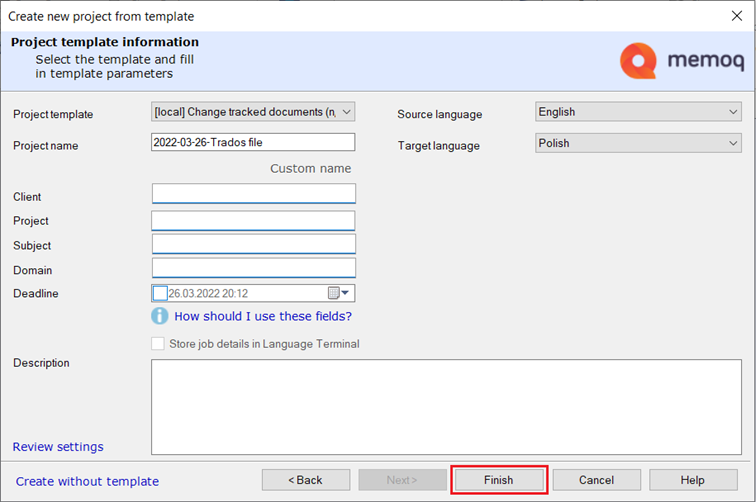 Create new project from template
Project template information
Select the template and fill
in template parameters
memoq
Project template
[local] Change tracked documents (n,
Source language
English
Project name
2022-03-26-Trados file
Target language
Polish
Custom name
Client
Project
Subject
Domain
Deadline
26.03.2022 20:12
How should I use these fields?
Store job details in Language Terminal
Description
Review settings
Create without template
< Back
Next >
Finish
Cancel
Help